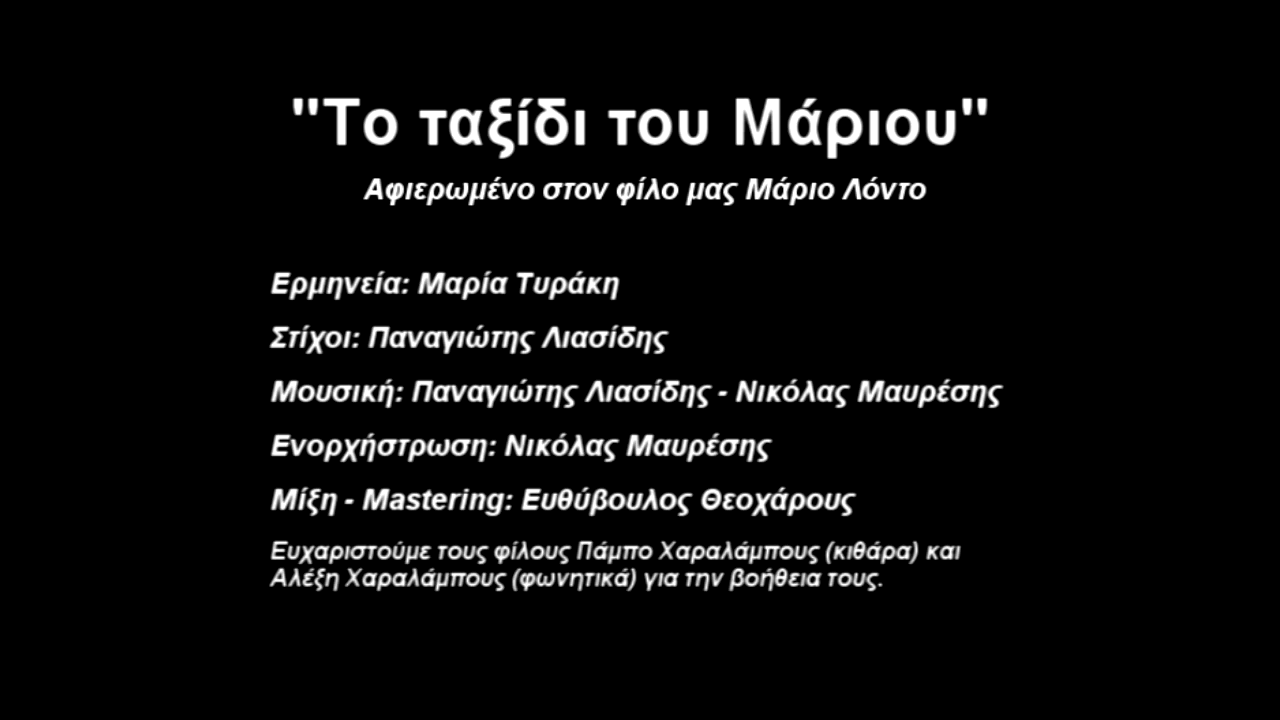 "Το ταξίδι του Μάριου"
Αφιερωμένο στον φίλο μας Μάριο Λόντο
Ερμηνεία: Μαρία Τυράκη
Στίχοι: Παναγιώτης Λιασίδης
Μουσική: Παναγιώτης Λιασίδης - Νικόλας Μαυρέσης
Ενορχήστρωση: Νικόλας Μαυρέσης
Μίξη - Mastering: Ευθύβουλος Θεοχάρους
Ευχαριστούμε τους φίλους Πάμπο Χαραλάμπους (κιθάρα) και
Αλέξη Χαραλάμπους (φωνητικά) για την βοήθεια τους.